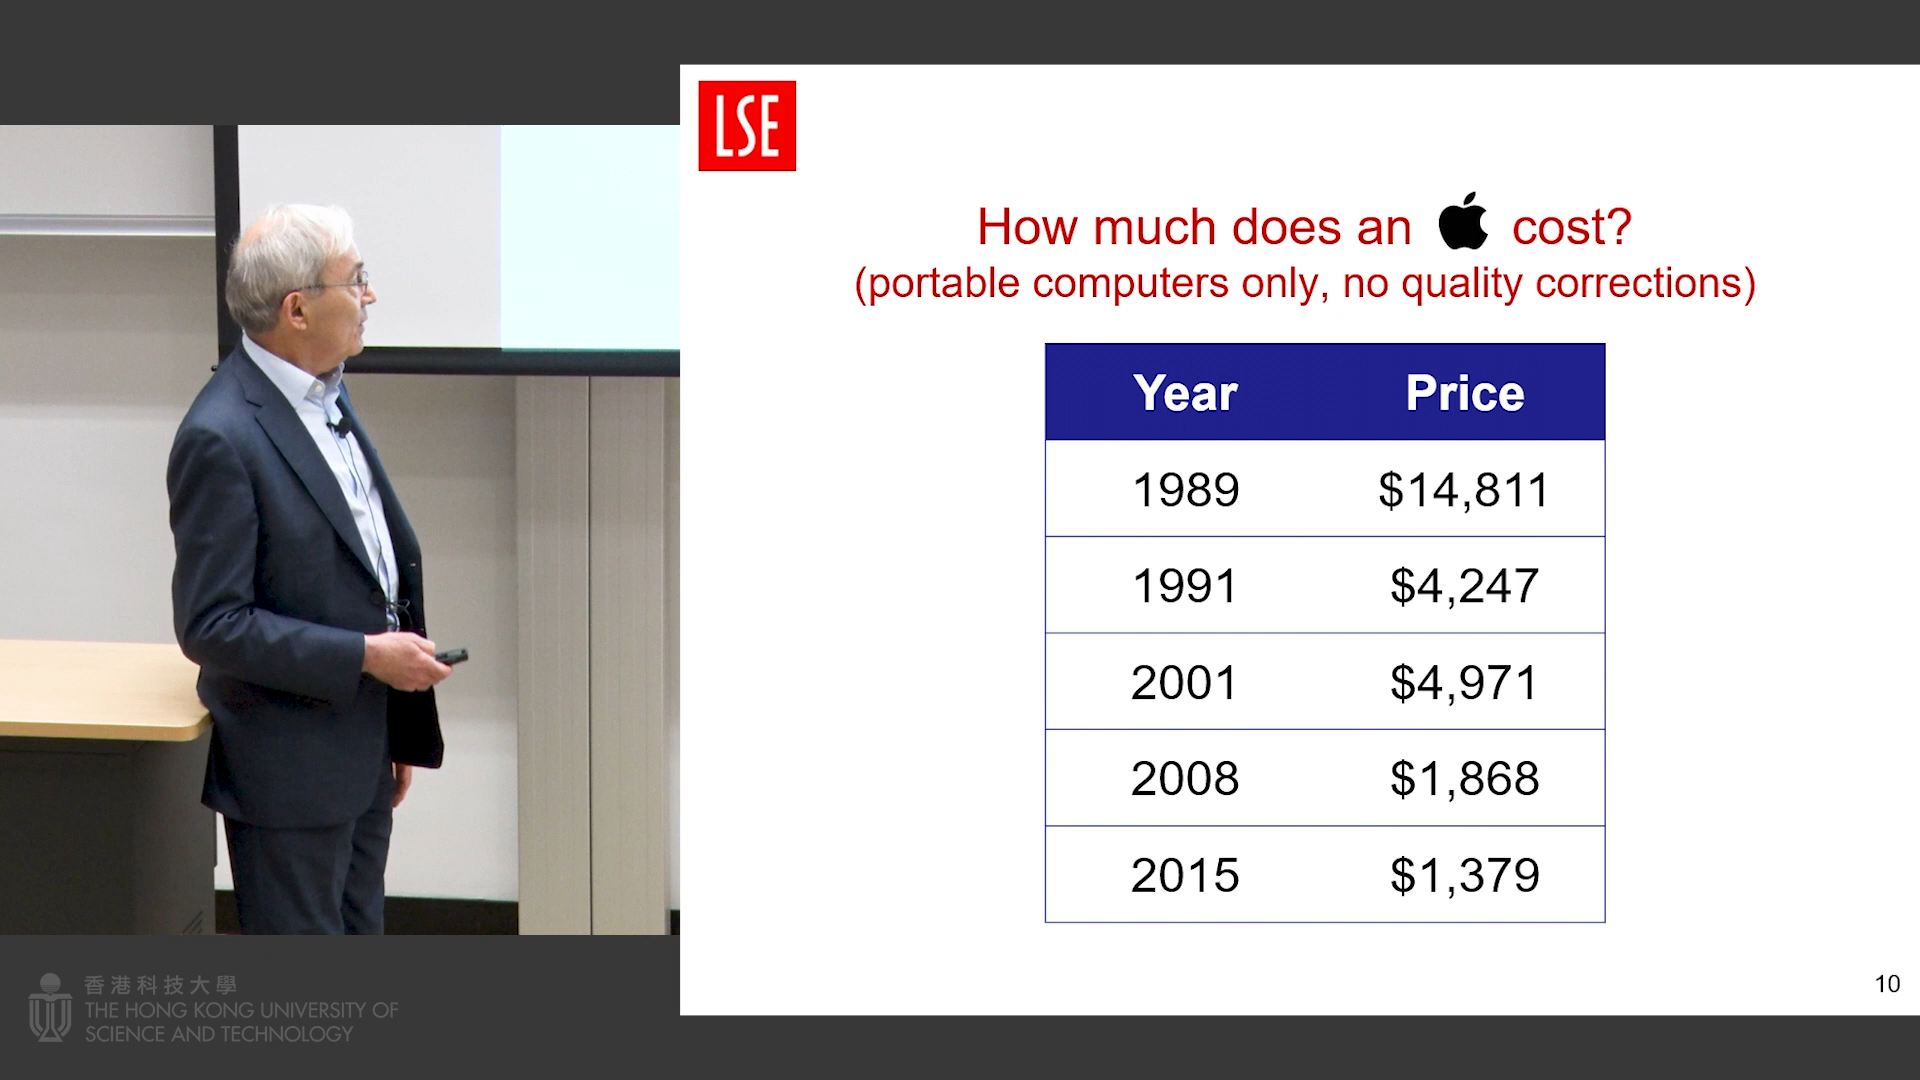 LSE
How much does an cost?
(portable computers only, no quality corrections)
Year Price
1989 $14,811
1991 $4,247
2001 $4,971
2008 $1,868
2015 $1,379
10
香港科技大學
THE HONG KONG UNIVERSITY OF
SCIENCE AND TECHNOLOGY